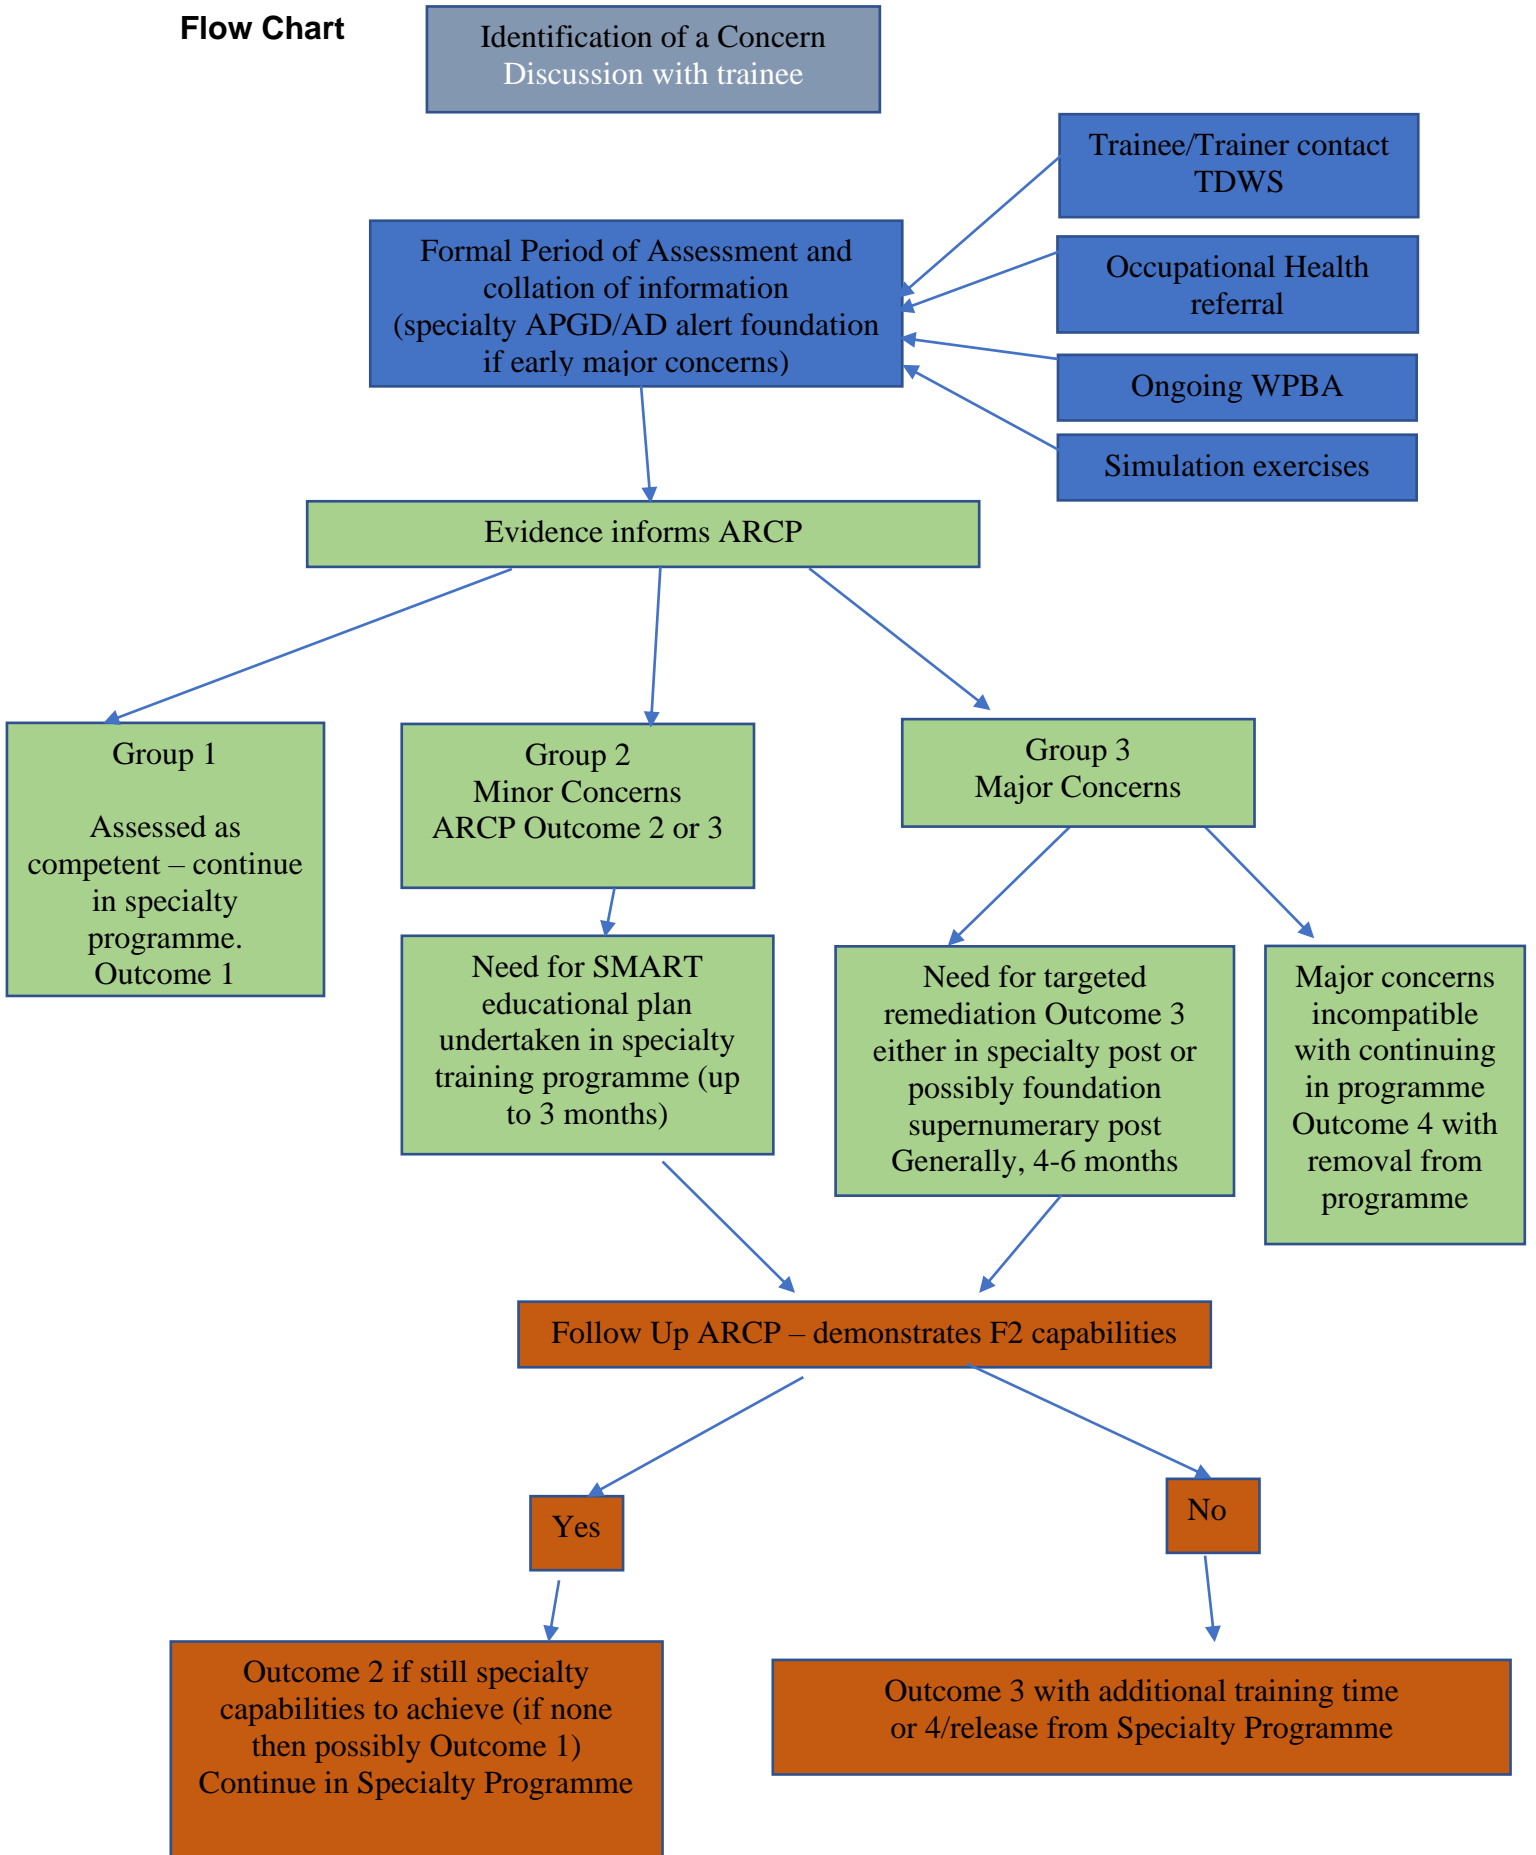 Flow Chart
Identification of a Concern
Discussion with trainee
Trainee/Trainer contact
TDWS
Formal Period of Assessment and
collation of information
(specialty APGD/AD alert foundation
if early major concerns)
Occupational Health
referral
Ongoing WPBA
Simulation exercises
Evidence informs ARCP
Group 1
Assessed as
competent – continue
in specialty
programme.
Outcome 1
Group 2
Minor Concerns
ARCP Outcome 2 or 3
Group 3
Major Concerns
Need for SMART
educational plan
undertaken in specialty
training programme (up
to 3 months)
Need for targeted
remediation Outcome 3
either in specialty post or
possibly foundation
supernumerary post
Generally, 4-6 months
Major concerns
incompatible
with continuing
in programme
Outcome 4 with
removal from
programme
Follow Up ARCP – demonstrates F2 capabilities
Yes
No
Outcome 2 if still specialty
capabilities to achieve (if none
then possibly Outcome 1)
Continue in Specialty Programme
Outcome 3 with additional training time
or 4/release from Specialty Programme